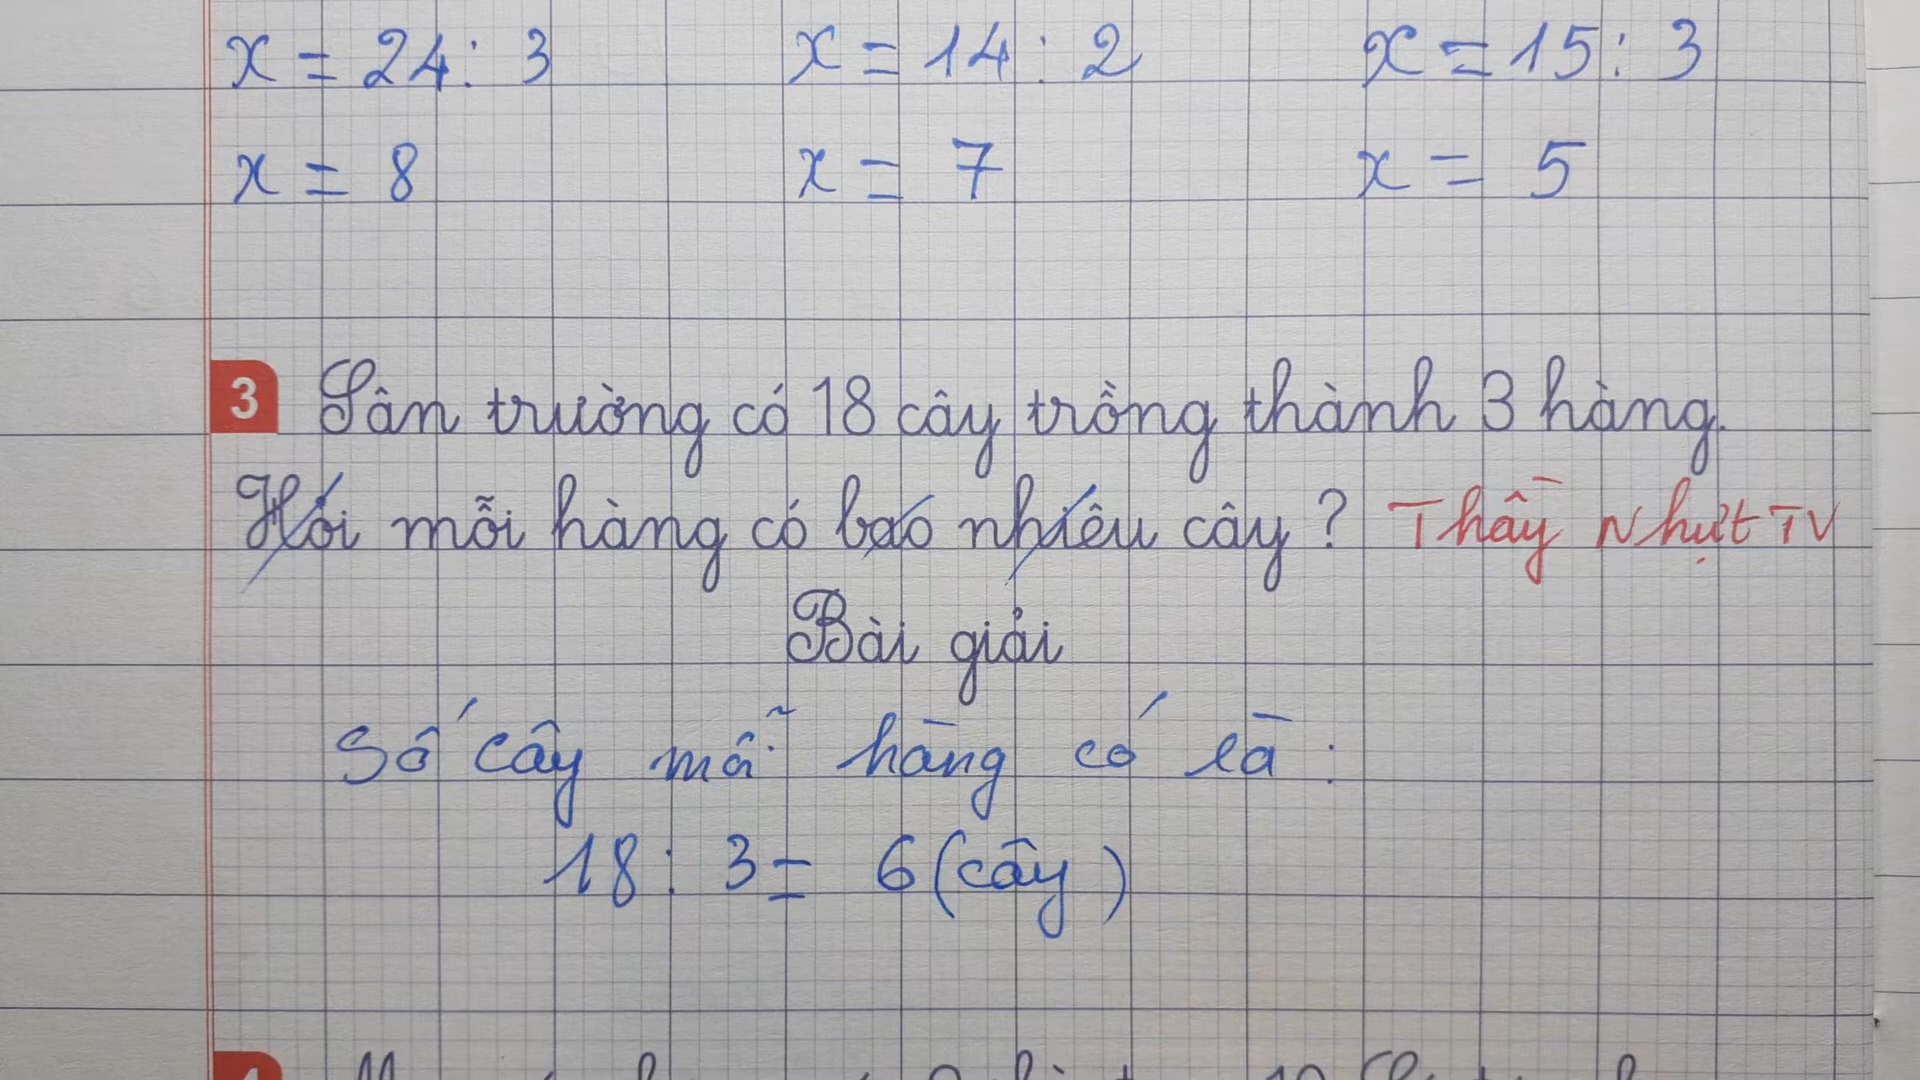 x = 24 : 3 x = 14 : 2 x = 15 : 3
x = 8 x = 7 x = 5
3 Sân trường có 18 cây trồng thành 3 hàng.
Hỏi mỗi hàng có bao nhiêu cây ? Thầy Nhựt TV
Bài giải
Số cây mỗi hàng có là :
18 : 3 = 6 (cây)
4